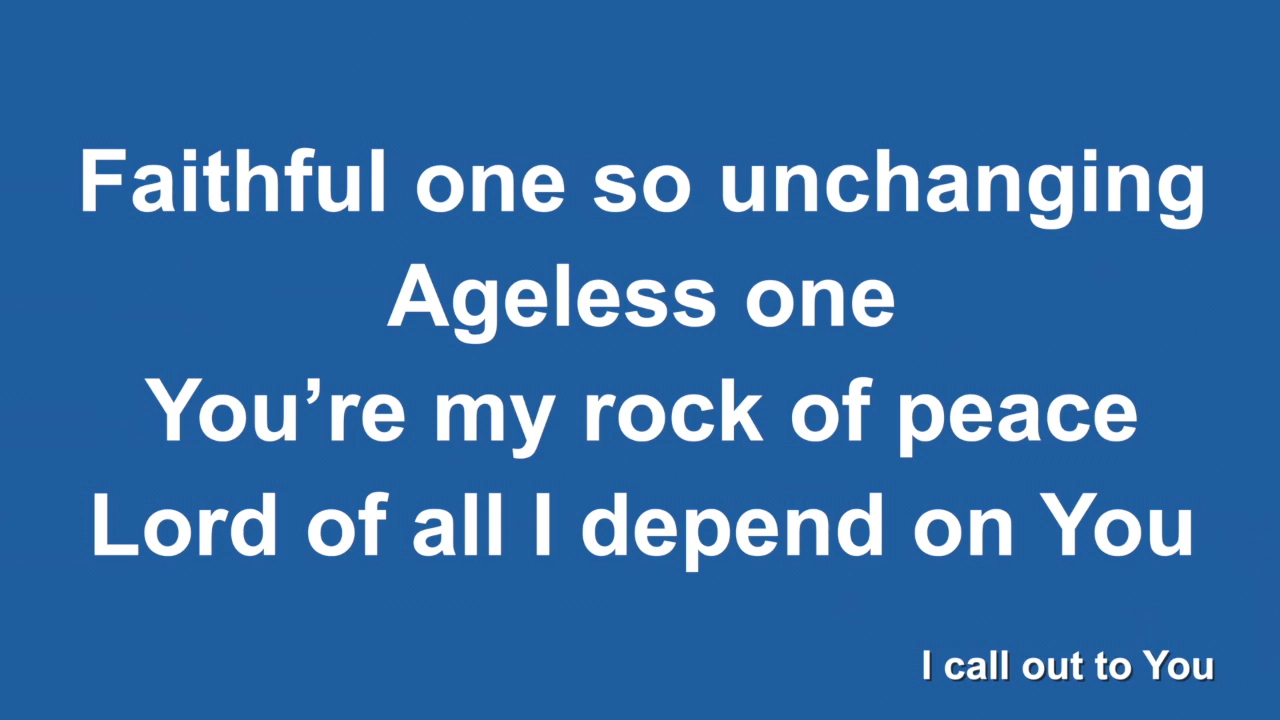 Faithful one so unchanging
Ageless one
You’re my rock of peace
Lord of all I depend on You
I call out to You